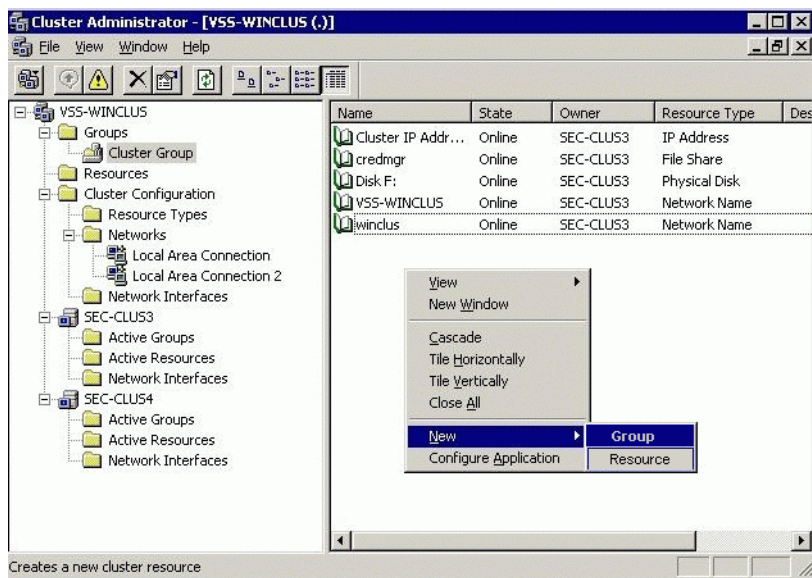 Cluster Administrator - [VSS-WINCLUS (.)]
File View Window Help
VSS-WINCLUS
Groups
Cluster Group
Resources
Cluster Configuration
Resource Types
Networks
Local Area Connection
Local Area Connection 2
Network Interfaces
SEC-CLUS3
Active Groups
Active Resources
Network Interfaces
SEC-CLUS4
Active Groups
Active Resources
Network Interfaces
Name State Owner Resource Type Des
Cluster IP Addr... Online SEC-CLUS3 IP Address
credmgr Online SEC-CLUS3 File Share
Disk F: Online SEC-CLUS3 Physical Disk
VSS-WINCLUS Online SEC-CLUS3 Network Name
winclus Online SEC-CLUS3 Network Name
View
New Window
Cascade
Tile Horizontally
Tile Vertically
Close All
New
Configure Application
Group
Resource
Creates a new cluster resource